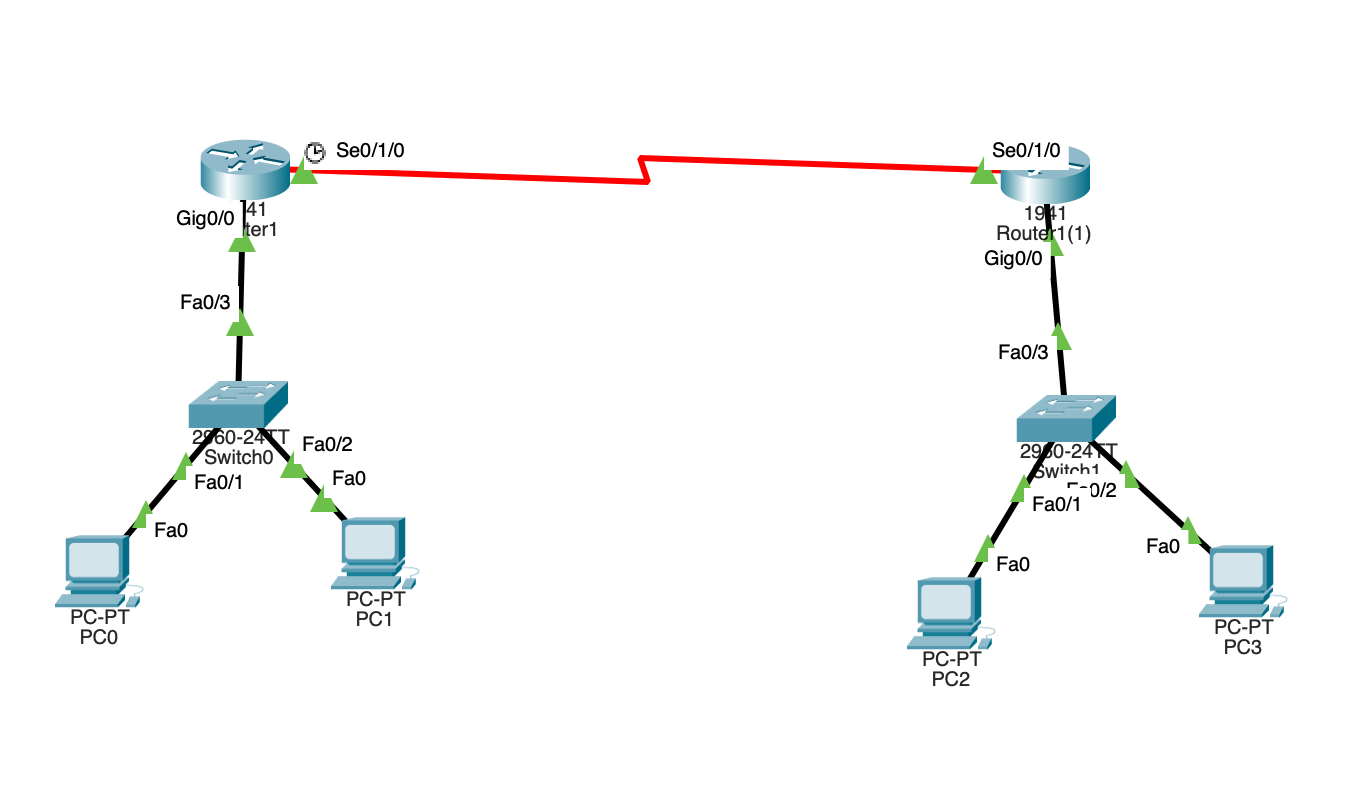 Se0/1/0
Se0/1/0
41
ter1
Gig0/0
1941
Router1(1)
Gig0/0
Fa0/3
Fa0/3
2960-24TT
Switch0
Fa0/2
Fa0/1
Fa0
Fa0
2960-24TT
Switch1
Fa0/2
Fa0/1
Fa0
Fa0
PC-PT
PC0
PC-PT
PC1
PC-PT
PC2
PC-PT
PC3